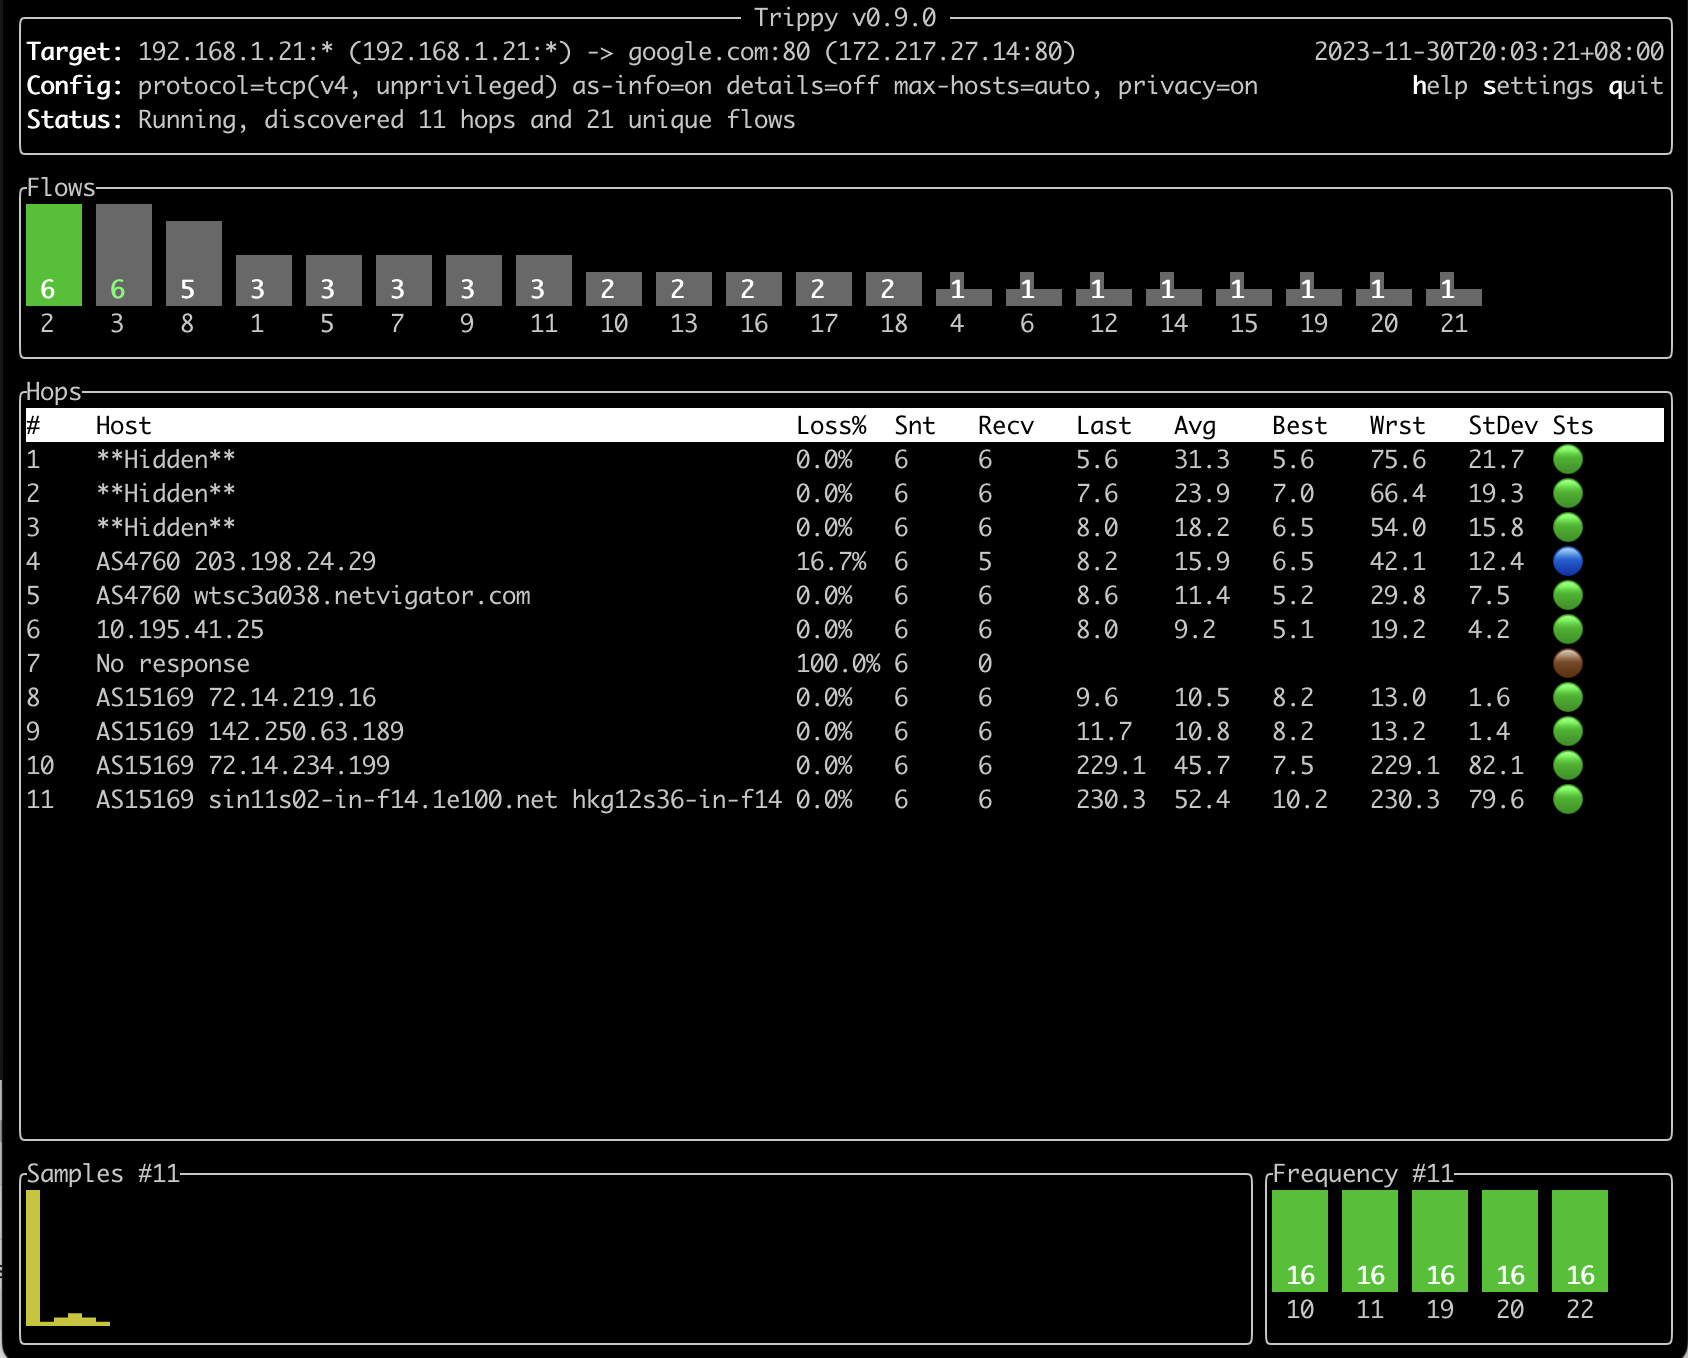 Trippy v0.9.0
Target: 192.168.1.21:* (192.168.1.21:*) -> google.com:80 (172.217.27.14:80) 2023-11-30T20:03:21+08:00
Config: protocol=tcp(v4, unprivileged) as-info=on details=off max-hosts=auto, privacy=on help settings quit
Status: Running, discovered 11 hops and 21 unique flows
Flows
6 6 5 3 3 3 3 3 2 2 2 2 2 1 1 1 1 1 1 1 1
2 3 8 1 5 7 9 11 10 13 16 17 18 4 6 12 14 15 19 20 21
Hops
# Host Loss% Snt Recv Last Avg Best Wrst StDev Sts
1 **Hidden** 0.0% 6 6 5.6 31.3 5.6 75.6 21.7
2 **Hidden** 0.0% 6 6 7.6 23.9 7.0 66.4 19.3
3 **Hidden** 0.0% 6 6 8.0 18.2 6.5 54.0 15.8
4 AS4760 203.198.24.29 16.7% 6 5 8.2 15.9 6.5 42.1 12.4
5 AS4760 wtsc3a038.netvigator.com 0.0% 6 6 8.6 11.4 5.2 29.8 7.5
6 10.195.41.25 0.0% 6 6 8.0 9.2 5.1 19.2 4.2
7 No response 100.0% 6 0
8 AS15169 72.14.219.16 0.0% 6 6 9.6 10.5 8.2 13.0 1.6
9 AS15169 142.250.63.189 0.0% 6 6 11.7 10.8 8.2 13.2 1.4
10 AS15169 72.14.234.199 0.0% 6 6 229.1 45.7 7.5 229.1 82.1
11 AS15169 sin11s02-in-f14.1e100.net hkg12s36-in-f14 0.0% 6 6 230.3 52.4 10.2 230.3 79.6
Samples #11
Frequency #11
16 16 16 16 16
10 11 19 20 22